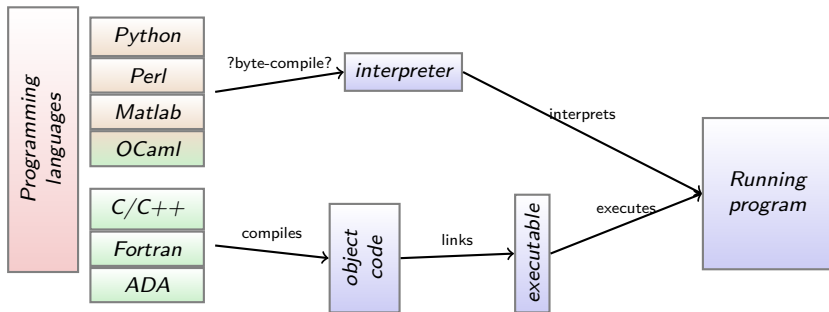 Programming
languages
Python
Perl
Matlab
OCaml
?byte-compile?
interpreter
interprets
C/C++
Fortran
ADA
compiles
object
code
links
executable
executes
Running
program